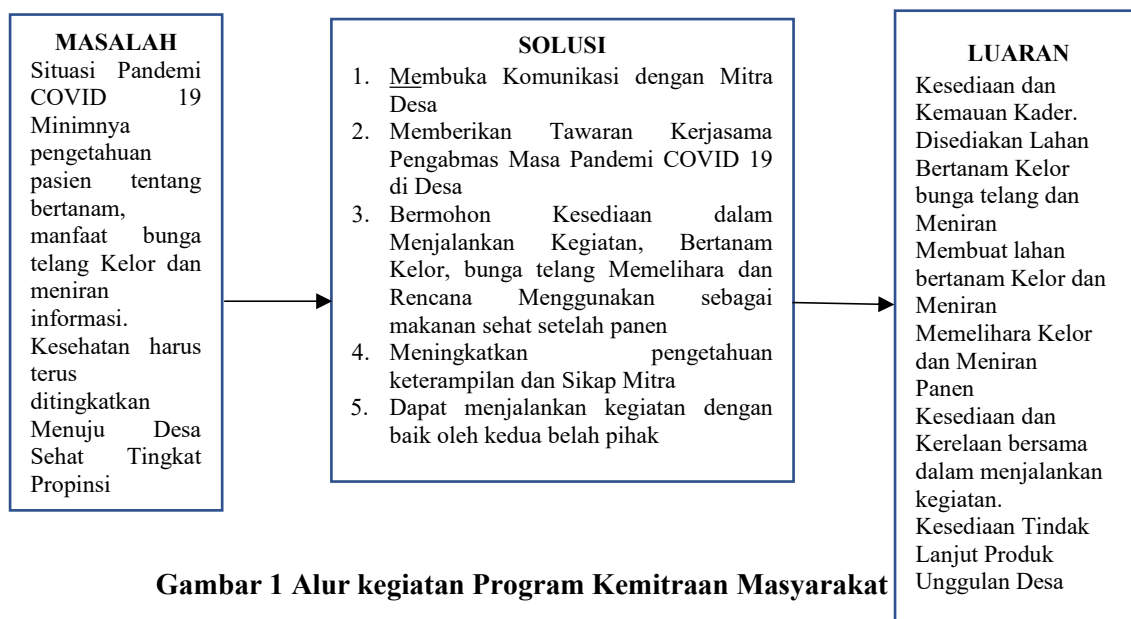 MASALAH
Situasi Pandemi
COVID 19
Minimnya
pengetahuan
pasien tentang
bertanam,
manfaat bunga
telang Kelor dan
meniran
informasi.
Kesehatan harus
terus
ditingkatkan
Menuju Desa
Sehat Tingkat
Propinsi
SOLUSI
1. Membuka Komunikasi dengan Mitra
Desa
2. Memberikan Tawaran Kerjasama
Pengabmas Masa Pandemi COVID 19
di Desa
3. Bermohon Kesediaan dalam
Menjalankan Kegiatan, Bertanam
Kelor, bunga telang Memelihara dan
Rencana Menggunakan sebagai
makanan sehat setelah panen
4. Meningkatkan pengetahuan
keterampilan dan Sikap Mitra
5. Dapat menjalankan kegiatan dengan
baik oleh kedua belah pihak
LUARAN
Kesediaan dan
Kemauan Kader.
Disediakan Lahan
Bertanam Kelor
bunga telang dan
Meniran
Membuat lahan
bertanam Kelor dan
Meniran
Memelihara Kelor
dan Meniran
Panen
Kesediaan dan
Kerelaan bersama
dalam menjalankan
kegiatan.
Kesediaan Tindak
Lanjut Produk
Unggulan Desa
Gambar 1 Alur kegiatan Program Kemitraan Masyarakat